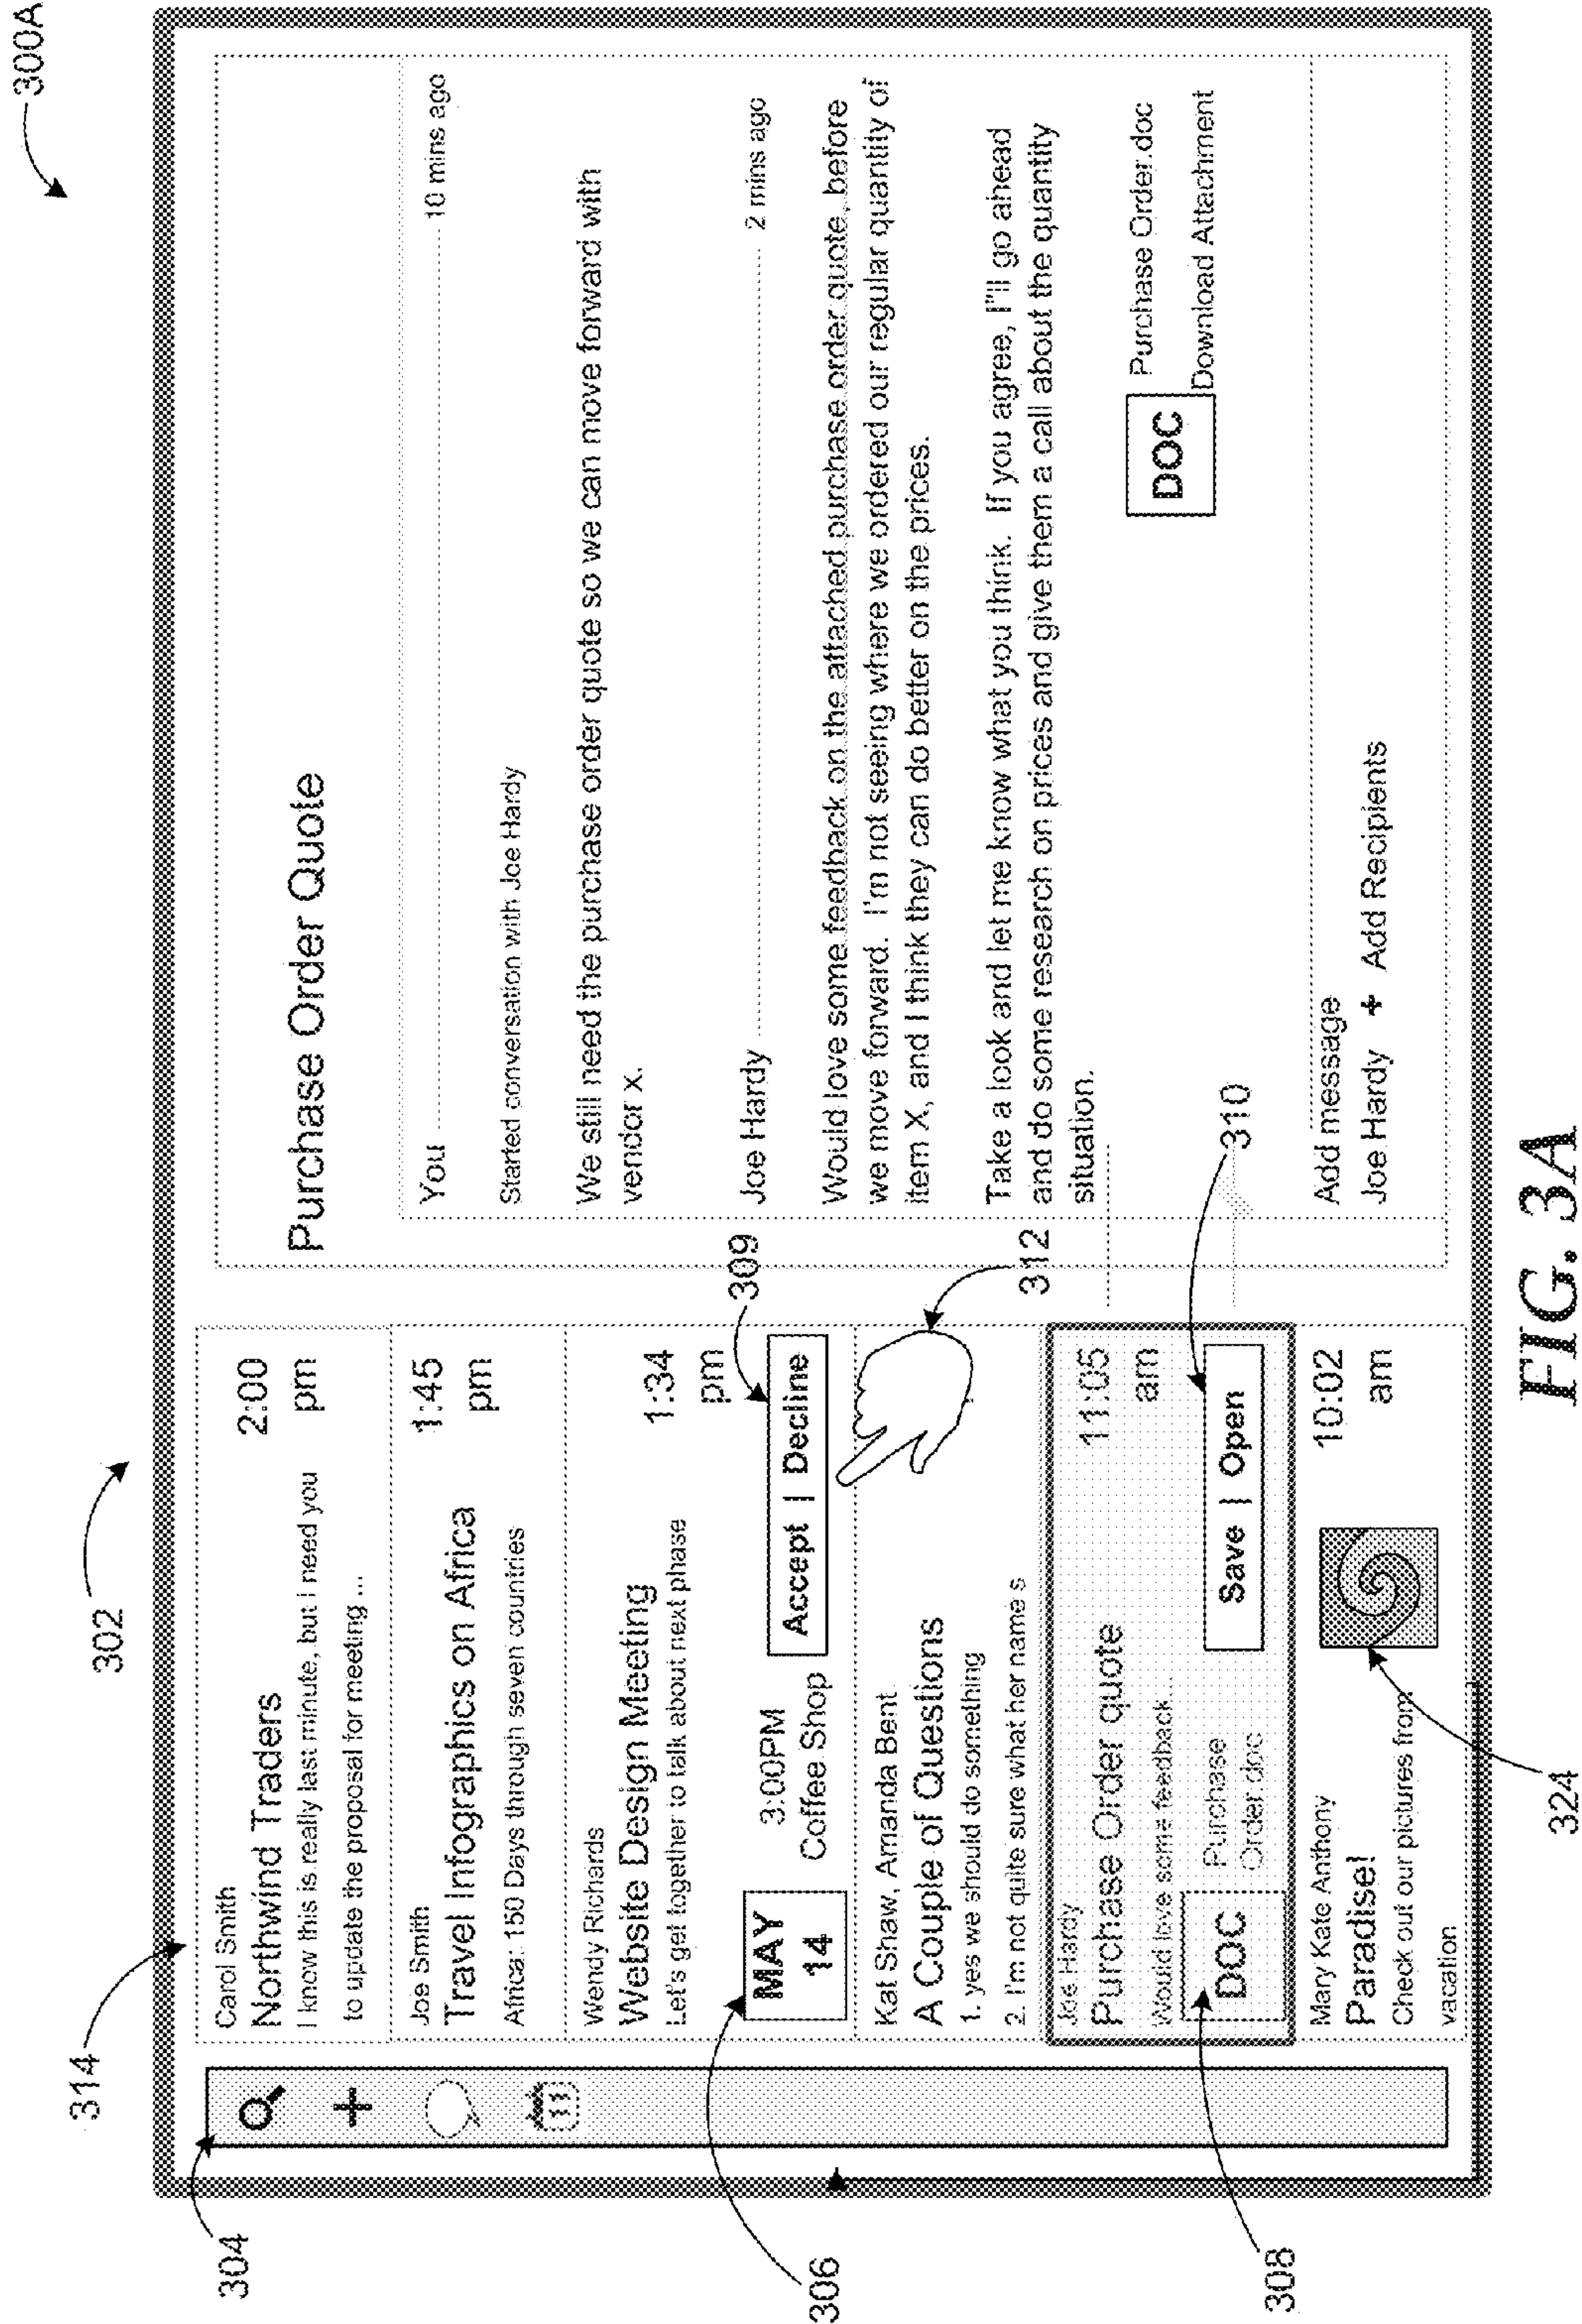 300A
302
314
304
Carol Smith
Northwind Traders
2:00
pm
I know this is really last minute, but I need you
to update the proposal for meeting ...
Joe Smith
Travel Infographics on Africa
1:45
pm
Africa: 150 Days through seven countries
Wendy Richards
Website Design Meeting
1:34
pm
Let's get together to talk about next phase
306
MAY
14
3:00PM
Coffee Shop
Accept | Decline
309
Kat Shaw, Amanda Bent
A Couple of Questions
1. yes we should do something
2. I'm not quite sure what her name s
312
Joe Hardy
Purchase Order quote
11:05
am
Would love some feedback...
308
DOC
Purchase
Order.doc
Save | Open
310
Mary Kate Anthony
Paradise!
10:02
am
Check out our pictures from
vacation
324
11
Purchase Order Quote
You
10 mins ago
Started conversation with Joe Hardy
We still need the purchase order quote so we can move forward with
vendor x.
Joe Hardy
2 mins ago
Would love some feedback on the attached purchase order quote, before
we move forward. I'm not seeing where we ordered our regular quantity of
item X, and I think they can do better on the prices.
Take a look and let me know what you think. If you agree, I'll go ahead
and do some research on prices and give them a call about the quantity
situation.
DOC
Purchase Order.doc
Download Attachment
Add message
Joe Hardy + Add Recipients
FIG. 3A